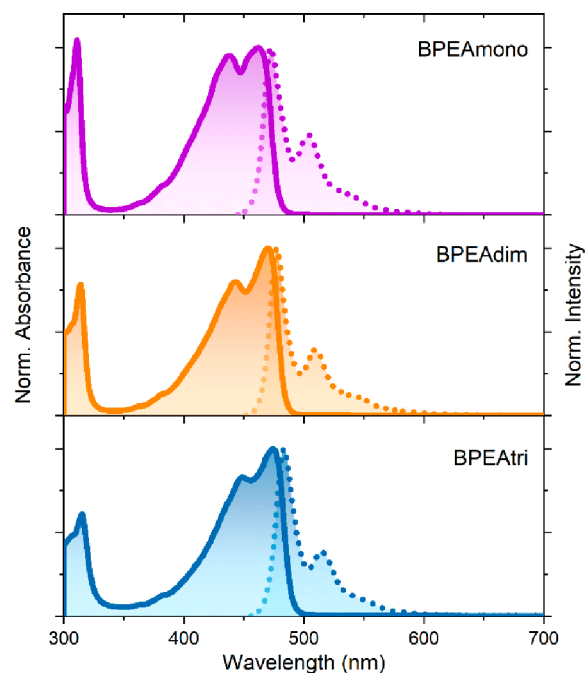 BPEAmono
BPEAdim
BPEAtri
Norm. Absorbance
Norm. Intensity
300 400 500 600 700
Wavelength (nm)